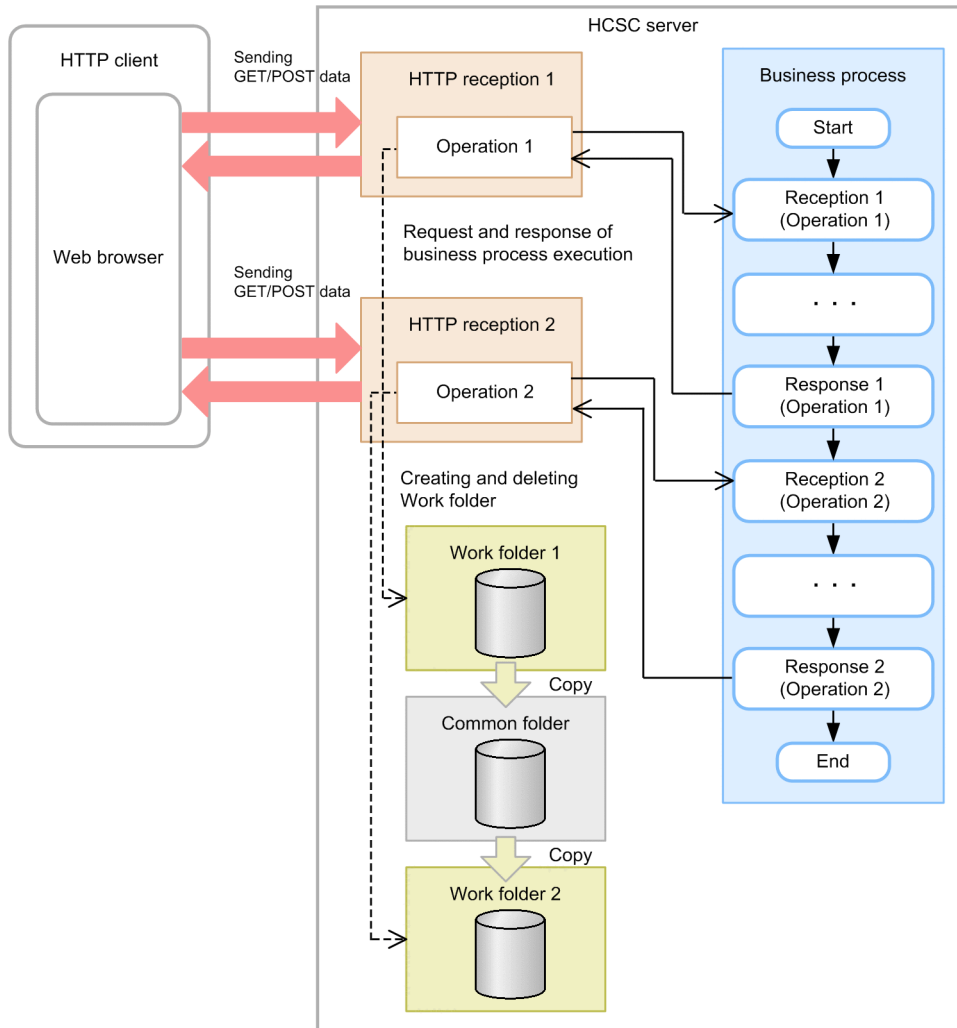 HCSC server
HTTP client
Web browser
Sending
GET/POST data
HTTP reception 1
Operation 1
Request and response of
business process execution
Sending
GET/POST data
HTTP reception 2
Operation 2
Creating and deleting
Work folder
Work folder 1
Copy
Common folder
Copy
Work folder 2
Business process
Start
Reception 1
(Operation 1)
. . .
Response 1
(Operation 1)
Reception 2
(Operation 2)
. . .
Response 2
(Operation 2)
End